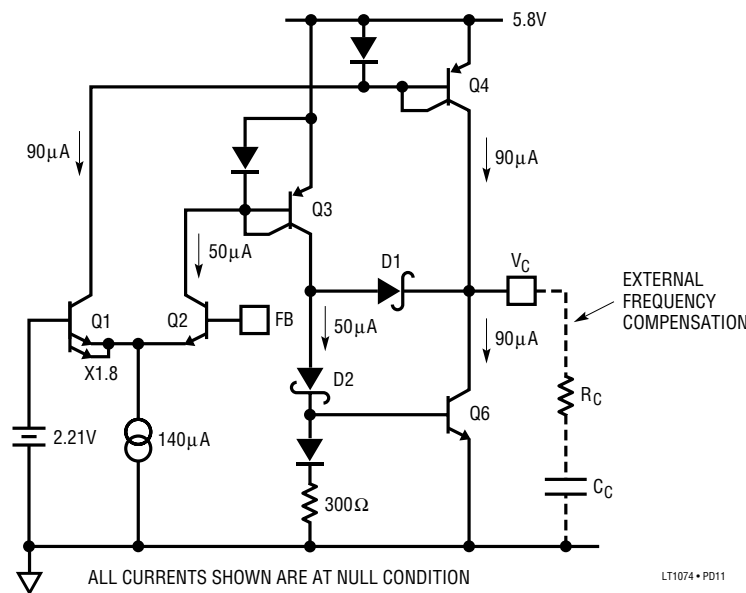 5.8V
Q4
90µA
90µA
Q3
50µA
D1
VC
EXTERNAL
FREQUENCY
COMPENSATION
Q1
Q2
FB
50µA
90µA
X1.8
D2
Q6
RC
2.21V
140µA
300Ω
CC
ALL CURRENTS SHOWN ARE AT NULL CONDITION
LT1074 • PD11